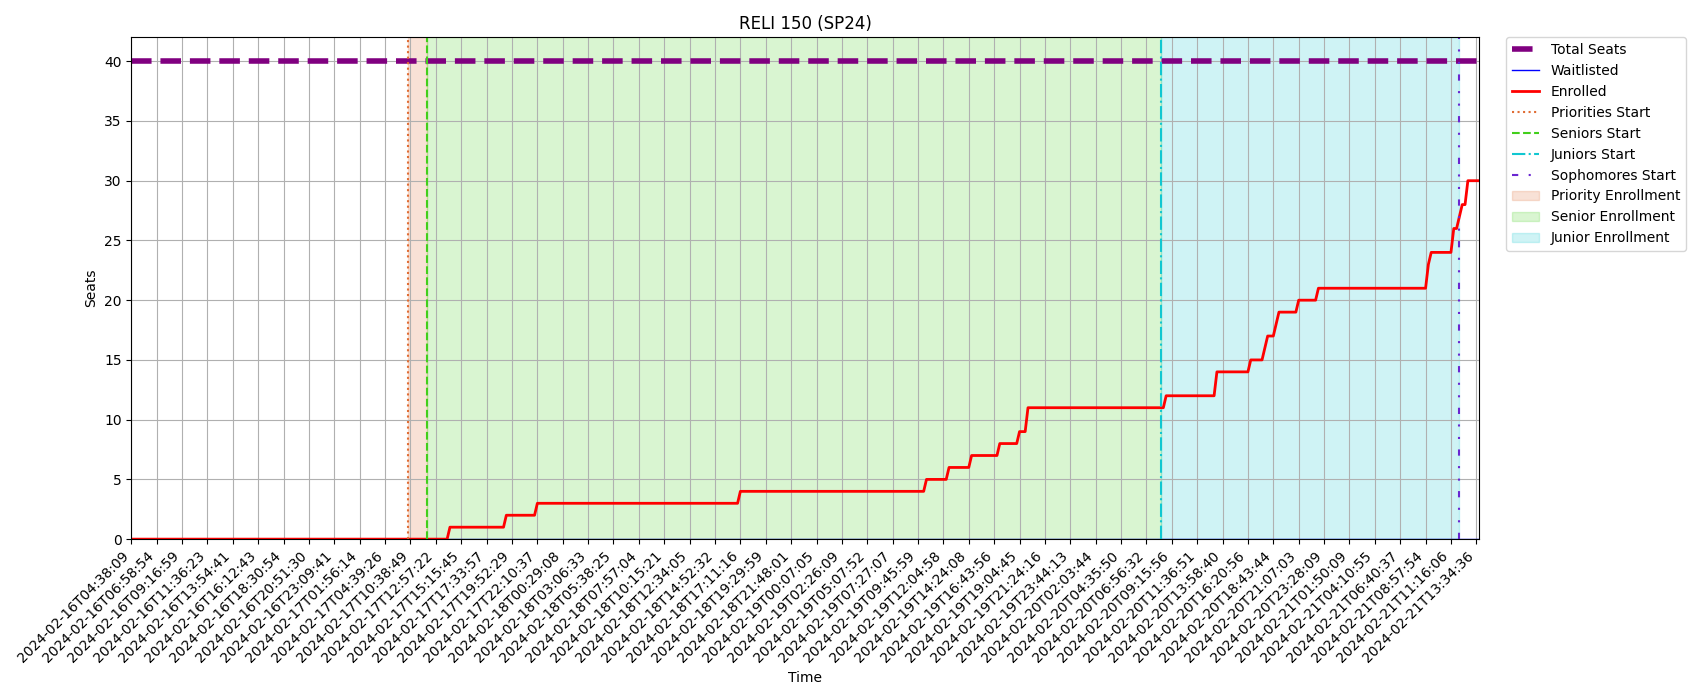 RELI 150 (SP24)
Seats
40
35
30
25
20
15
10
5
0
2024-02-16T04:38:09
2024-02-16T06:58:54
2024-02-16T09:16:59
2024-02-16T11:36:23
2024-02-16T13:54:41
2024-02-16T16:12:43
2024-02-16T18:30:54
2024-02-16T20:51:30
2024-02-16T23:09:41
2024-02-17T01:56:14
2024-02-17T04:39:26
2024-02-17T10:38:49
2024-02-17T12:57:22
2024-02-17T15:15:45
2024-02-17T17:33:57
2024-02-17T19:52:29
2024-02-17T22:10:37
2024-02-18T00:29:08
2024-02-18T03:06:33
2024-02-18T05:38:25
2024-02-18T07:57:04
2024-02-18T10:15:21
2024-02-18T12:34:05
2024-02-18T14:52:32
2024-02-18T17:11:16
2024-02-18T19:29:59
2024-02-18T21:48:01
2024-02-19T00:07:05
2024-02-19T02:26:09
2024-02-19T05:07:52
2024-02-19T07:27:07
2024-02-19T09:45:59
2024-02-19T12:04:58
2024-02-19T14:24:08
2024-02-19T16:43:56
2024-02-19T19:04:45
2024-02-19T21:24:16
2024-02-19T23:44:13
2024-02-20T02:03:44
2024-02-20T04:35:50
2024-02-20T06:56:32
2024-02-20T09:15:56
2024-02-20T11:36:51
2024-02-20T13:58:40
2024-02-20T16:20:56
2024-02-20T18:43:44
2024-02-20T21:07:03
2024-02-20T23:28:09
2024-02-21T01:50:09
2024-02-21T04:10:55
2024-02-21T06:40:37
2024-02-21T08:57:54
2024-02-21T11:16:06
2024-02-21T13:34:36
Time
Total Seats
Waitlisted
Enrolled
Priorities Start
Seniors Start
Juniors Start
Sophomores Start
Priority Enrollment
Senior Enrollment
Junior Enrollment